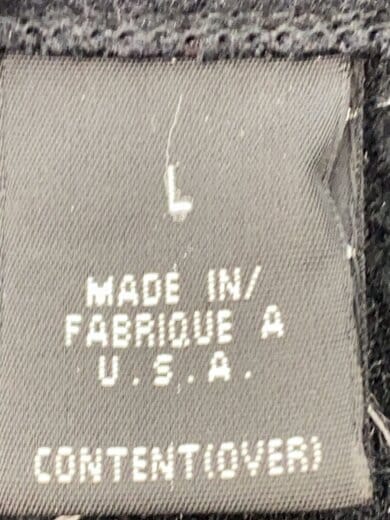 L
MADE IN/
FABRIQUE A
U.S.A.
CONTENT(OVER)